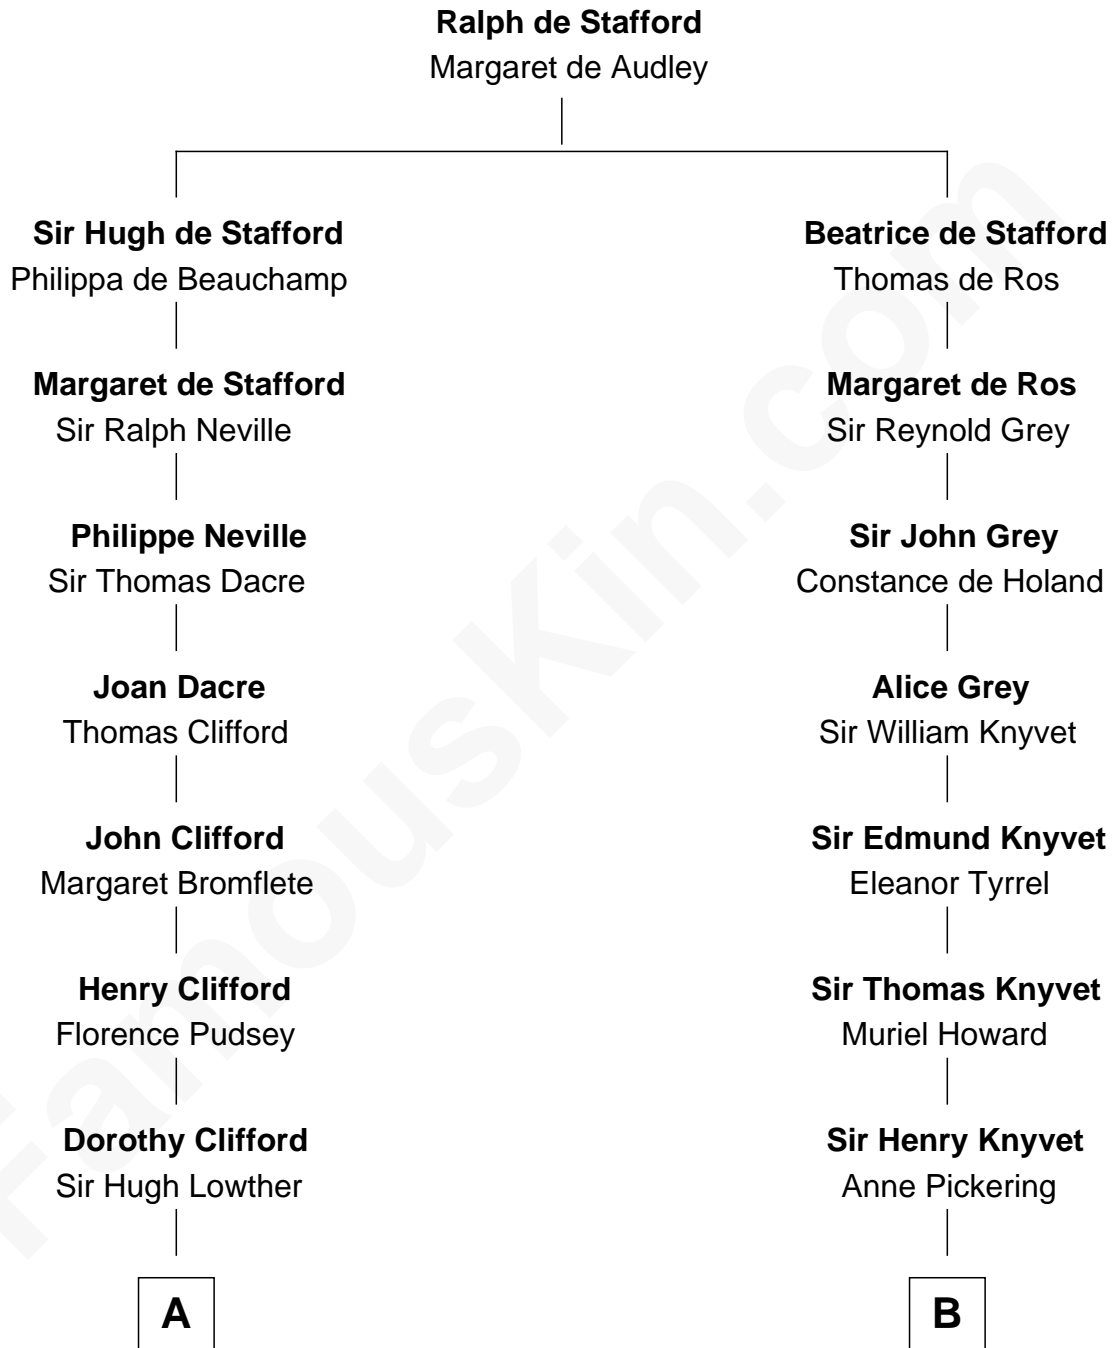 Ralph de Stafford
Margaret de Audley
Sir Hugh de Stafford
Philippa de Beauchamp
Margaret de Stafford
Sir Ralph Neville
Philippe Neville
Sir Thomas Dacre
Joan Dacre
Thomas Clifford
John Clifford
Margaret Bromflete
Henry Clifford
Florence Pudsey
Dorothy Clifford
Sir Hugh Lowther
A
Beatrice de Stafford
Thomas de Ros
Margaret de Ros
Sir Reynold Grey
Sir John Grey
Constance de Holand
Alice Grey
Sir William Knyvet
Sir Edmund Knyvet
Eleanor Tyrrel
Sir Thomas Knyvet
Muriel Howard
Sir Henry Knyvet
Anne Pickering
B
FamousKin.com